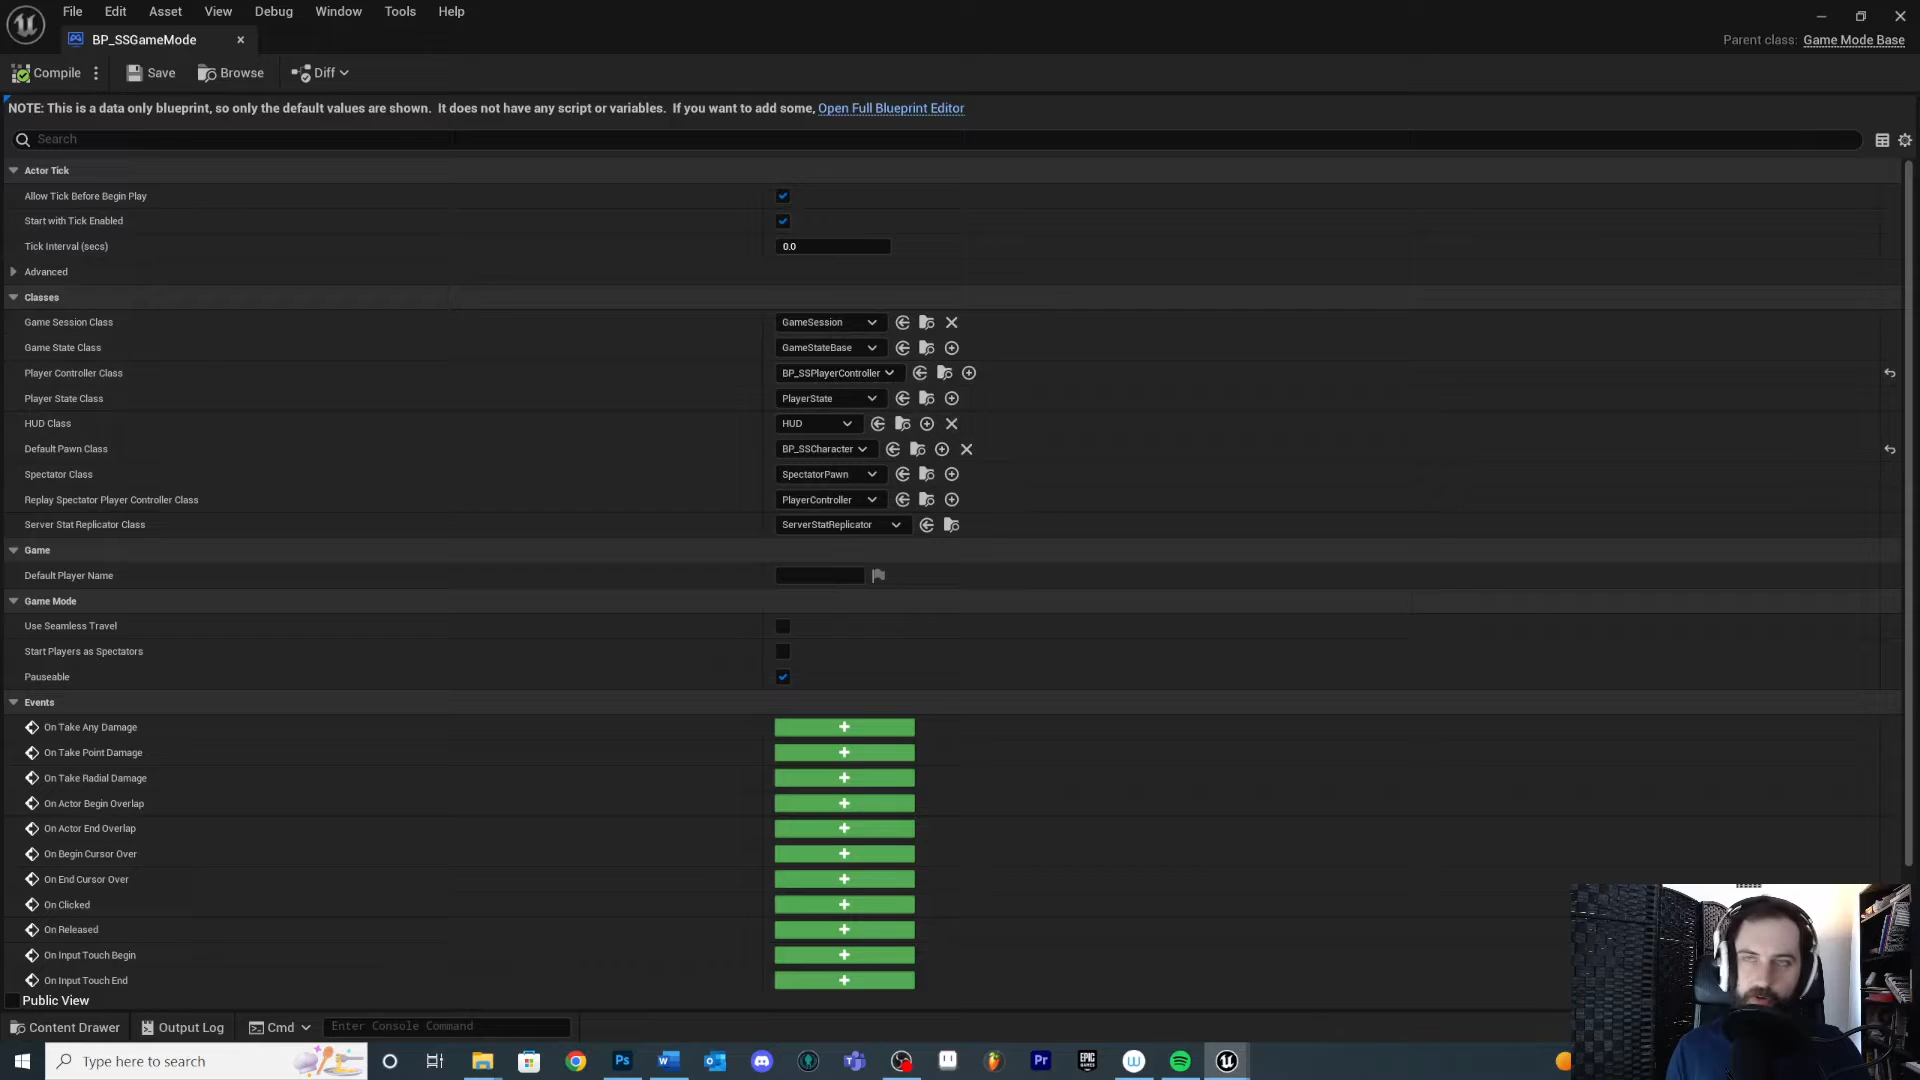 File Edit Asset View Debug Window Tools Help
BP_SSGameMode
Parent class: Game Mode Base
Compile Save Browse Diff
NOTE: This is a data only blueprint, so only the default values are shown. It does not have any script or variables. If you want to add some, Open Full Blueprint Editor
Search
Actor Tick
Allow Tick Before Begin Play
Start with Tick Enabled
Tick Interval (secs) 0.0
Advanced
Classes
Game Session Class GameSession
Game State Class GameStateBase
Player Controller Class BP_SSPlayerController
Player State Class PlayerState
HUD Class HUD
Default Pawn Class BP_SSCharacter
Spectator Class SpectatorPawn
Replay Spectator Player Controller Class PlayerController
Server Stat Replicator Class ServerStatReplicator
Game
Default Player Name
Game Mode
Use Seamless Travel
Start Players as Spectators
Pauseable
Events
On Take Any Damage
On Take Point Damage
On Take Radial Damage
On Actor Begin Overlap
On Actor End Overlap
On Begin Cursor Over
On End Cursor Over
On Clicked
On Released
On Input Touch Begin
On Input Touch End
Public View
Content Drawer Output Log Cmd Enter Console Command
Type here to search Ps W Pr EPIC GAMES